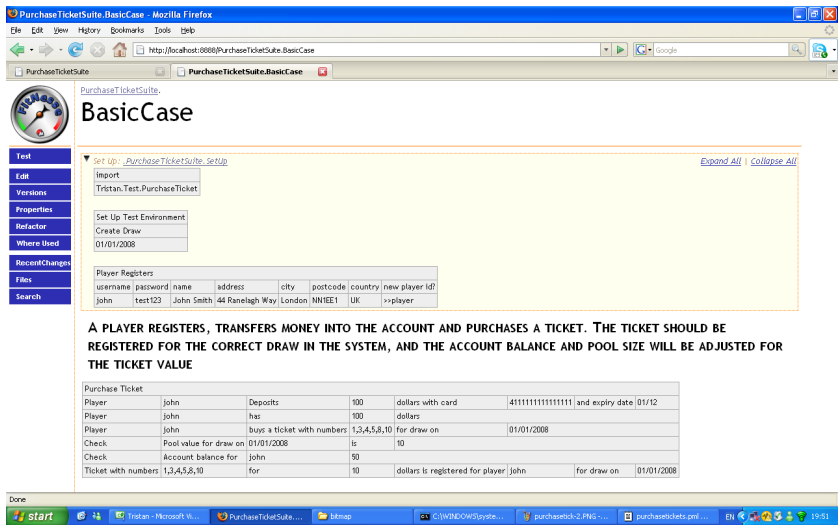 PurchaseTicketSuite.BasicCase - Mozilla Firefox
File Edit View History Bookmarks Tools Help
http://localhost:8888/PurchaseTicketSuite.BasicCase
Google
PurchaseTicketSuite
PurchaseTicketSuite.BasicCase
FitNesse
PurchaseTicketSuite.
BasicCase
Test
Edit
Versions
Properties
Refactor
Where Used
RecentChanges
Files
Search
Set Up: .PurchaseTicketSuite.SetUp Expand All | Collapse All
Import
Tristan.Test.PurchaseTicket
Set Up Test Environment
Create Draw
01/01/2008
Player Registers
username password name address city postcode country new player id?
john test123 John Smith 44 Ranelagh Way London NN1EE1 UK >>player
A PLAYER REGISTERS, TRANSFERS MONEY INTO THE ACCOUNT AND PURCHASES A TICKET. THE TICKET SHOULD BE
REGISTERED FOR THE CORRECT DRAW IN THE SYSTEM, AND THE ACCOUNT BALANCE AND POOL SIZE WILL BE ADJUSTED FOR
THE TICKET VALUE
Purchase Ticket
Player john Deposits 100 dollars with card 4111111111111111 and expiry date 01/12
Player john has 100 dollars
Player john buys a ticket with numbers 1,3,4,5,8,10 for draw on 01/01/2008
Check Pool value for draw on 01/01/2008 is 10
Check Account balance for john 50
Ticket with numbers 1,3,4,5,8,10 for 10 dollars is registered for player john for draw on 01/01/2008
Done
start
Tristan - Microsoft Vi...
PurchaseTicketSuite....
bitmap
C:\WINDOWS\syste...
purchasetick-2.PNG -...
purchasetickets.pml ...
EN
19:51